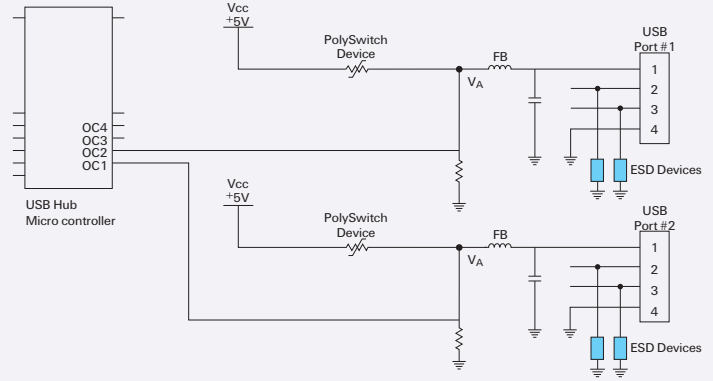 Vcc
+5V
PolySwitch
Device
FB
USB
Port #1
VA
1
2
3
4
ESD Devices
OC4
OC3
OC2
OC1
USB Hub
Micro controller
Vcc
+5V
PolySwitch
Device
FB
USB
Port #2
VA
1
2
3
4
ESD Devices